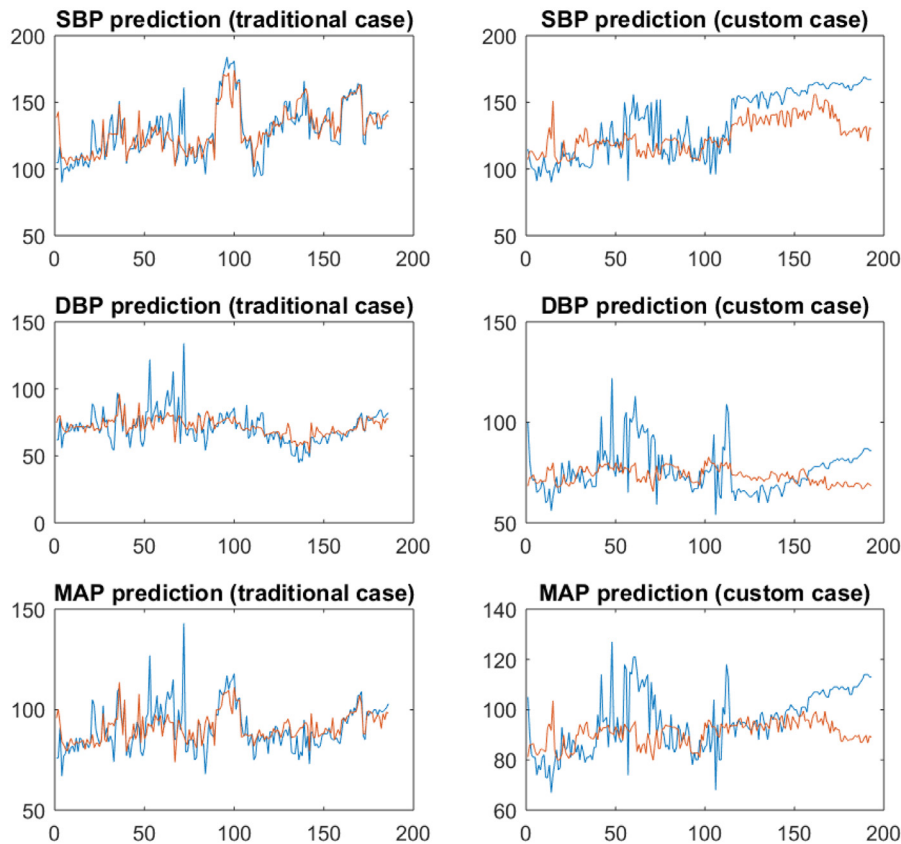 SBP prediction (traditional case)
200
150
100
50
0 50 100 150 200
SBP prediction (custom case)
200
150
100
50
0 50 100 150 200
DBP prediction (traditional case)
150
100
50
0
0 50 100 150 200
DBP prediction (custom case)
150
100
50
0 50 100 150 200
MAP prediction (traditional case)
150
100
50
0 50 100 150 200
MAP prediction (custom case)
140
120
100
80
60
0 50 100 150 200